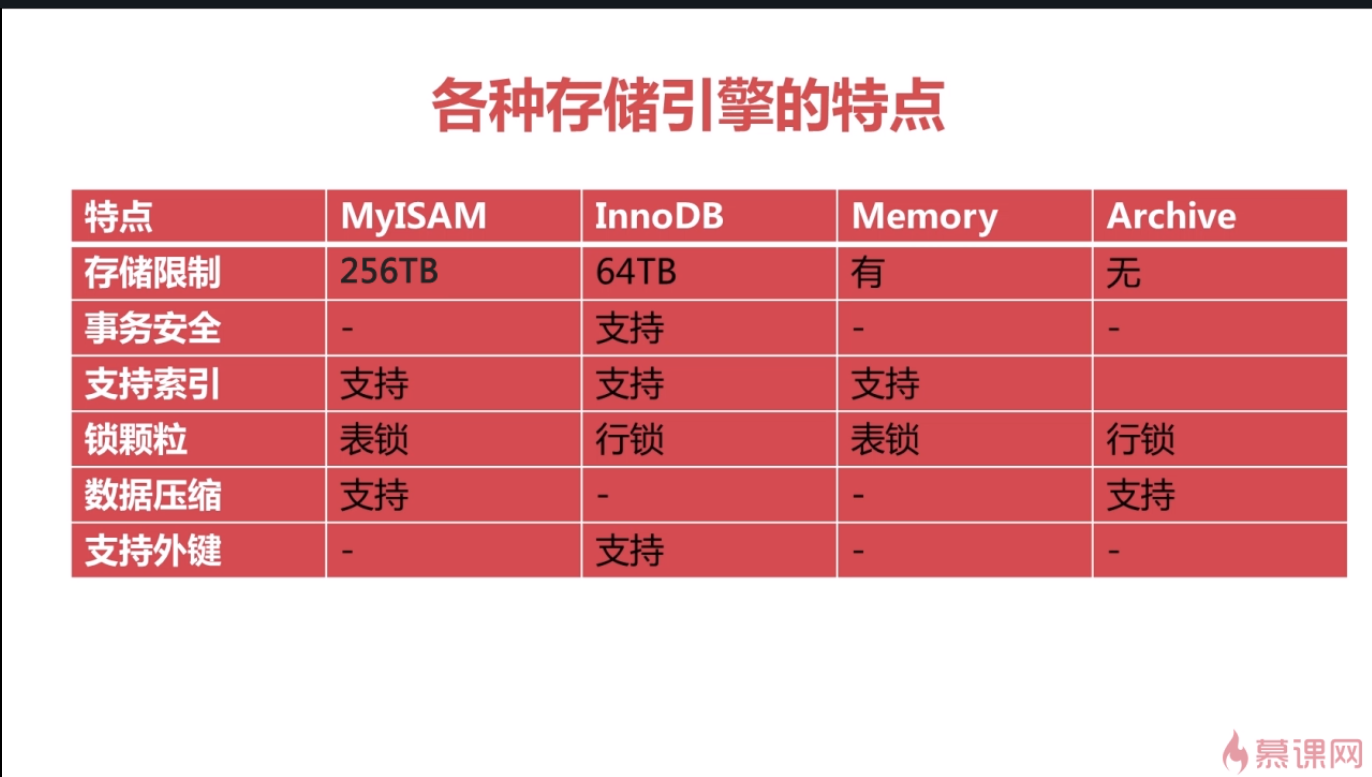 各种存储引擎的特点
特点 MyISAM InnoDB Memory Archive
存储限制 256TB 64TB 有 无
事务安全 - 支持 - -
支持索引 支持 支持 支持
锁颗粒 表锁 行锁 表锁 行锁
数据压缩 支持 - - 支持
支持外键 - 支持 - -
慕课网